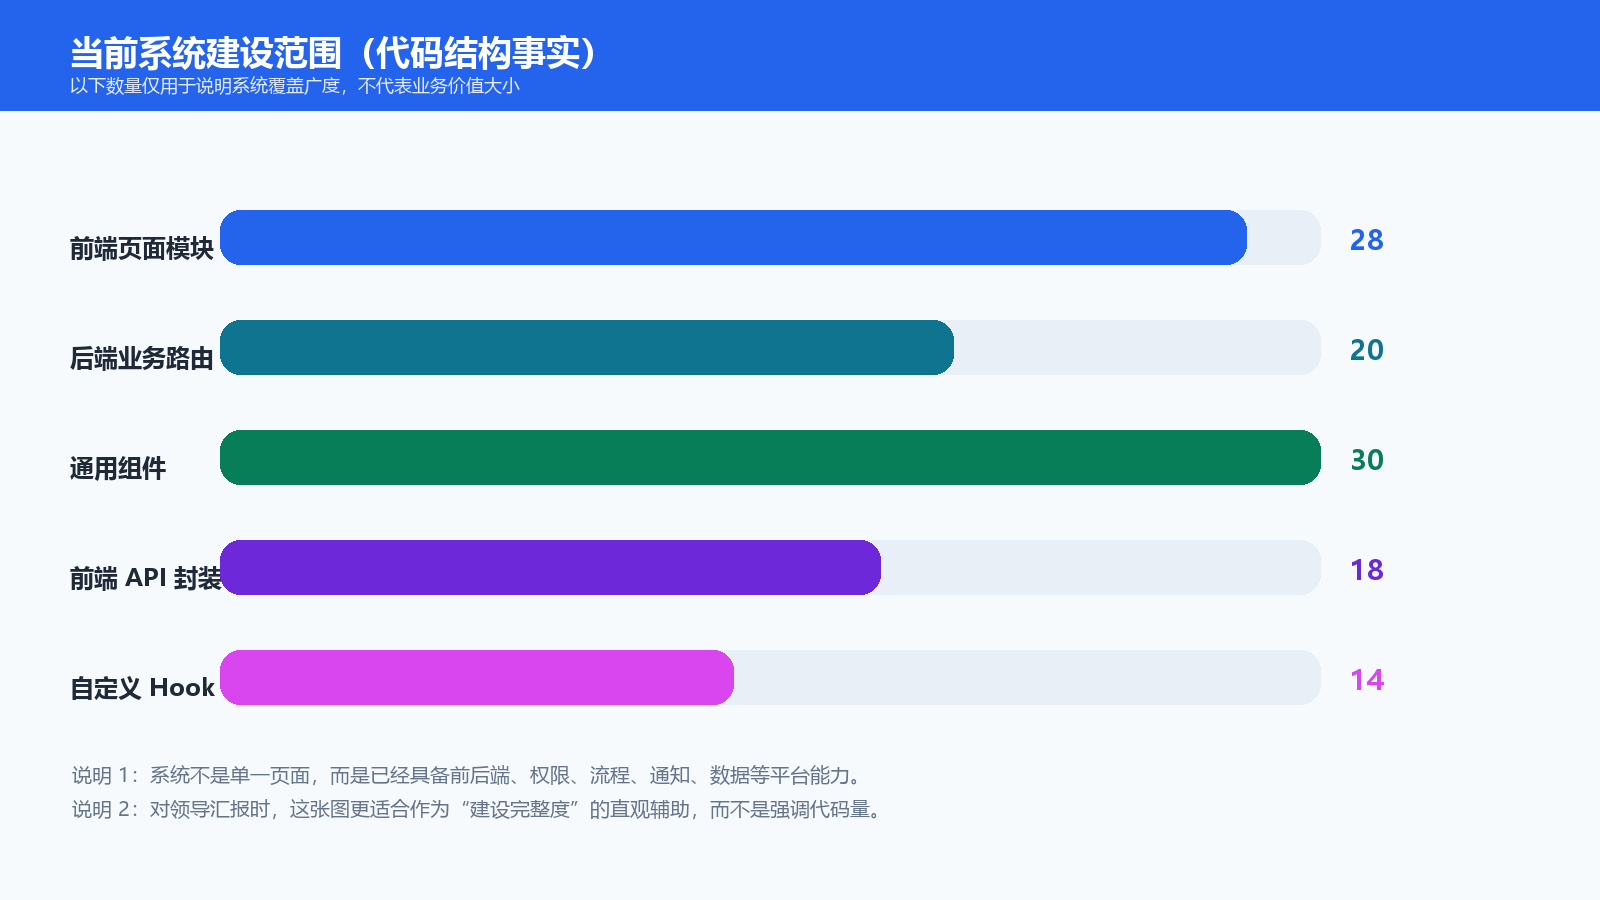 当前系统建设范围（代码结构事实）
以下数量仅用于说明系统覆盖广度，不代表业务价值大小
前端页面模块 28
后端业务路由 20
通用组件 30
前端 API 封装 18
自定义 Hook 14
说明 1：系统不是单一页面，而是已经具备前后端、权限、流程、通知、数据等平台能力。
说明 2：对领导汇报时，这张图更适合作为“建设完整度”的直观辅助，而不是强调代码量。